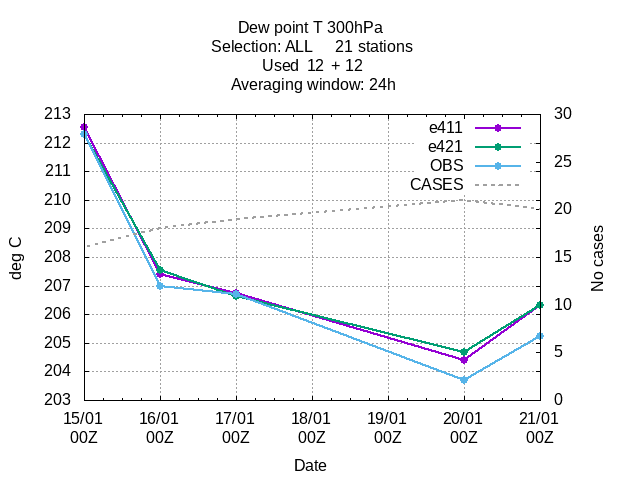 Dew point T 300hPa
Selection: ALL 21 stations
Used 12 + 12
Averaging window: 24h
213
212
211
210
209
208
207
206
205
204
203
30
25
20
15
10
5
0
e411
e421
OBS
CASES
deg C
No cases
15/01 16/01 17/01 18/01 19/01 20/01 21/01
00Z 00Z 00Z 00Z 00Z 00Z 00Z
Date